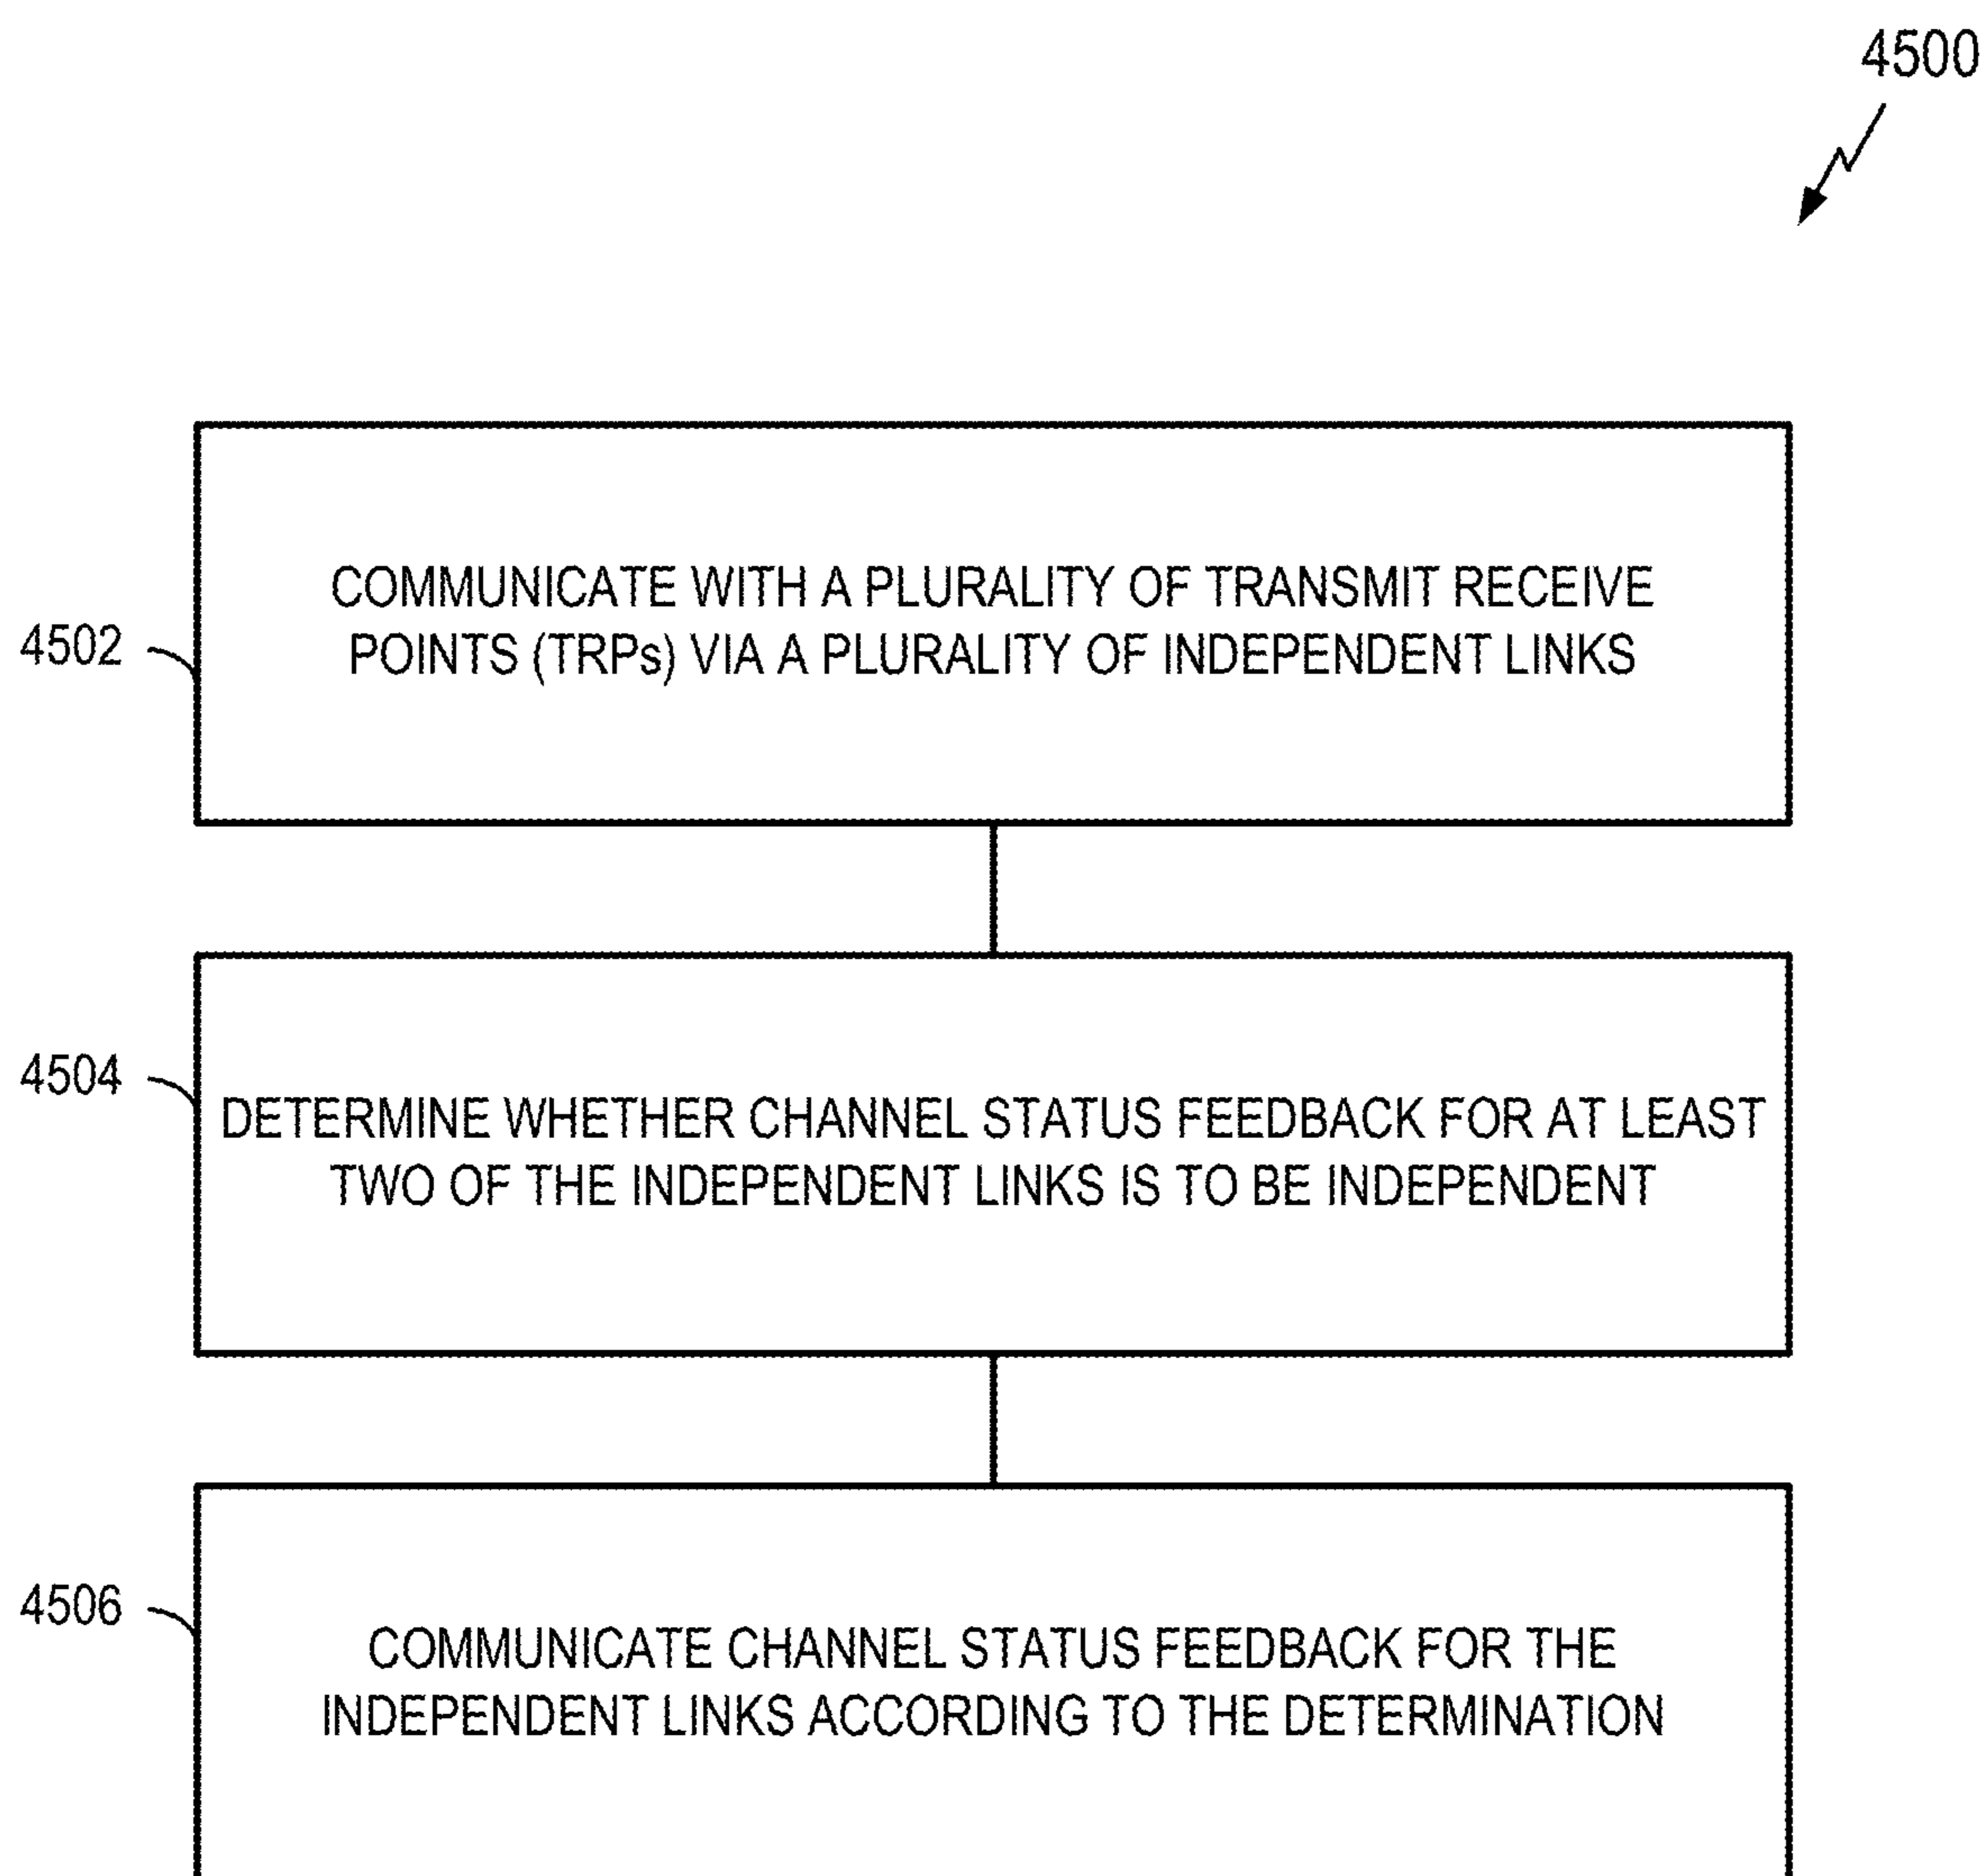 4500
COMMUNICATE WITH A PLURALITY OF TRANSMIT RECEIVE
POINTS (TRPs) VIA A PLURALITY OF INDEPENDENT LINKS
4502
4504
DETERMINE WHETHER CHANNEL STATUS FEEDBACK FOR AT LEAST
TWO OF THE INDEPENDENT LINKS IS TO BE INDEPENDENT
4506
COMMUNICATE CHANNEL STATUS FEEDBACK FOR THE
INDEPENDENT LINKS ACCORDING TO THE DETERMINATION